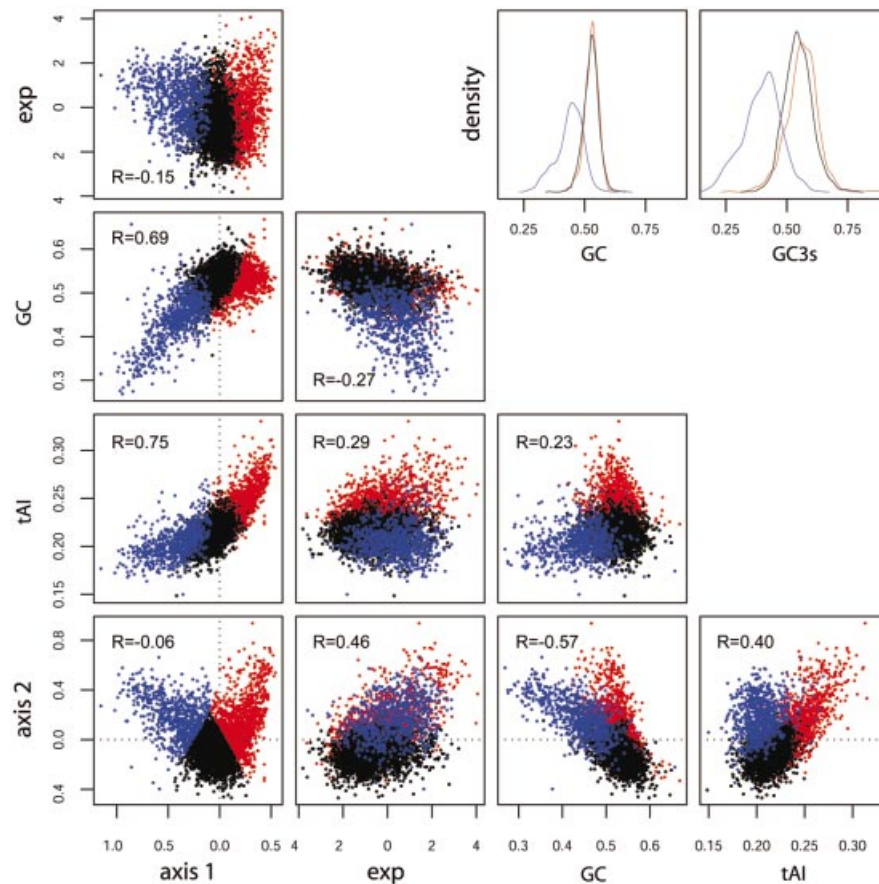 exp
4
2
0
2
4
R=-0.15
density
0.25 0.50 0.75
GC
0.25 0.50 0.75
GC3s
GC
0.6
0.5
0.4
0.3
R=0.69
R=-0.27
tAI
0.30
0.25
0.20
0.15
R=0.75
R=0.29
R=0.23
axis 2
0.8
0.4
0.0
0.4
R=-0.06
R=0.46
R=-0.57
R=0.40
1.0 0.5 0.0 0.5
axis 1
4 2 0 2 4
exp
0.3 0.4 0.5 0.6
GC
0.15 0.20 0.25 0.30
tAI